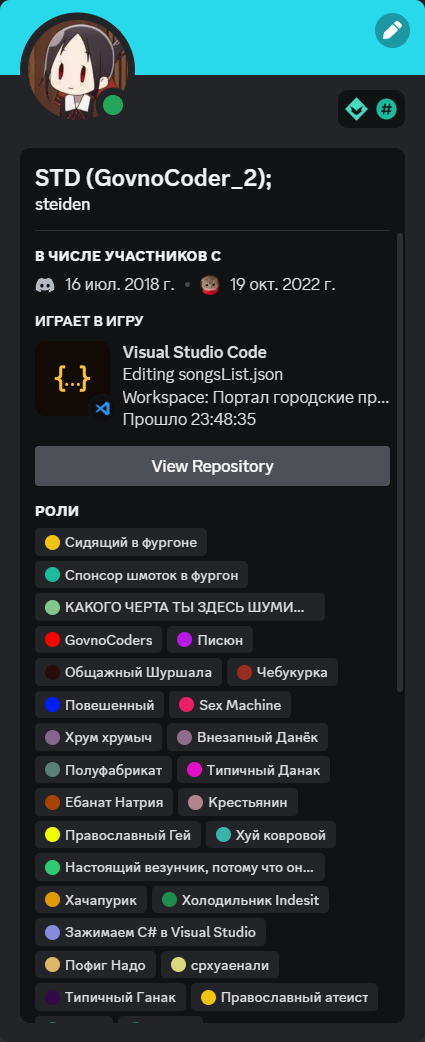 STD (GovnoCoder_2);
steiden
В ЧИСЛЕ УЧАСТНИКОВ С
16 июл. 2018 г. • 19 окт. 2022 г.
ИГРАЕТ В ИГРУ
{...}
Visual Studio Code
Editing songsList.json
Workspace: Портал городские пр...
Прошло 23:48:35
View Repository
РОЛИ
Сидящий в фургоне
Спонсор шмоток в фургон
КАКОГО ЧЕРТА ТЫ ЗДЕСЬ ШУМИ...
GovnoCoders Писюн
Общажный Шуршала Чебукурка
Повешенный Sex Machine
Хрум хрумыч Внезапный Данёк
Полуфабрикат Типичный Данак
Ебанат Натрия Крестьянин
Православный Гей Хуй ковровой
Настоящий везунчик, потому что он...
Хачапурик Холодильник Indesit
Зажимаем C# в Visual Studio
Пофиг Надо срхуаенали
Типичный Ганак Православный атеист